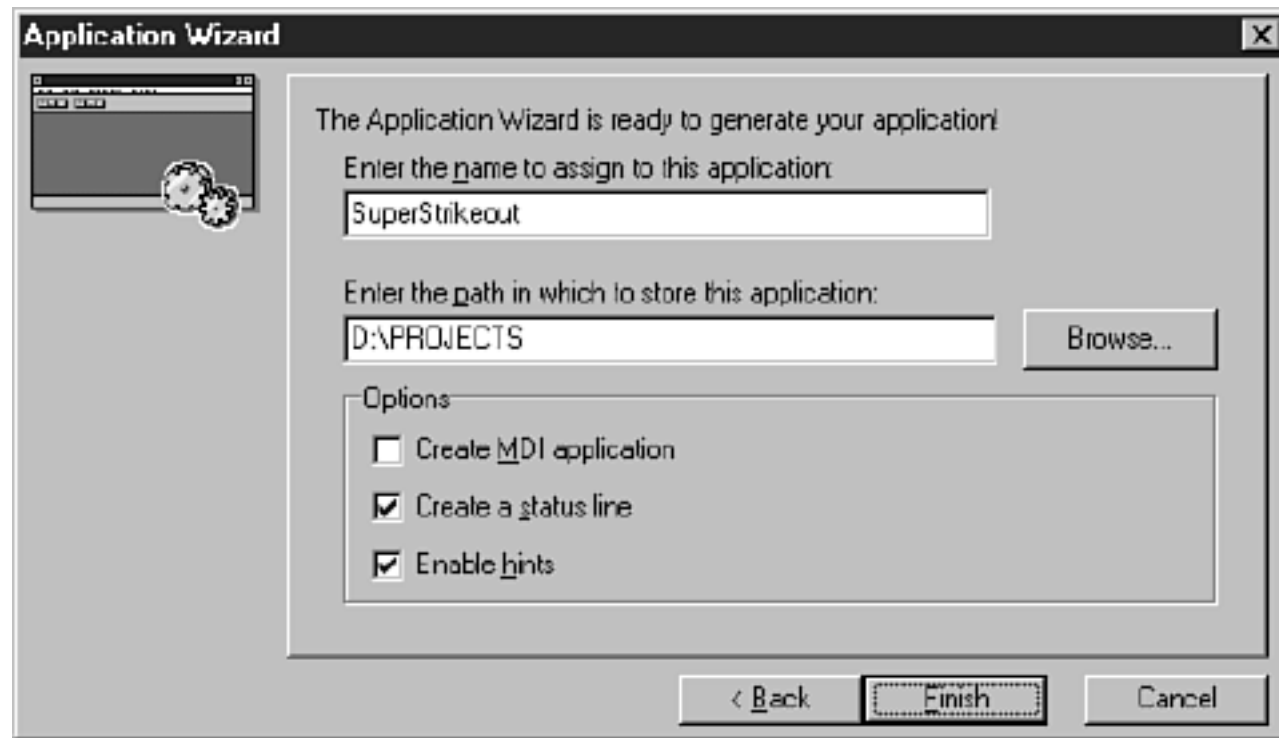 Application Wizard
The Application Wizard is ready to generate your application!
Enter the name to assign to this application:
SuperStrikeout
Enter the path in which to store this application:
D:\PROJECTS
Browse...
Options
Create MDI application
Create a status line
Enable hints
< Back
Finish
Cancel